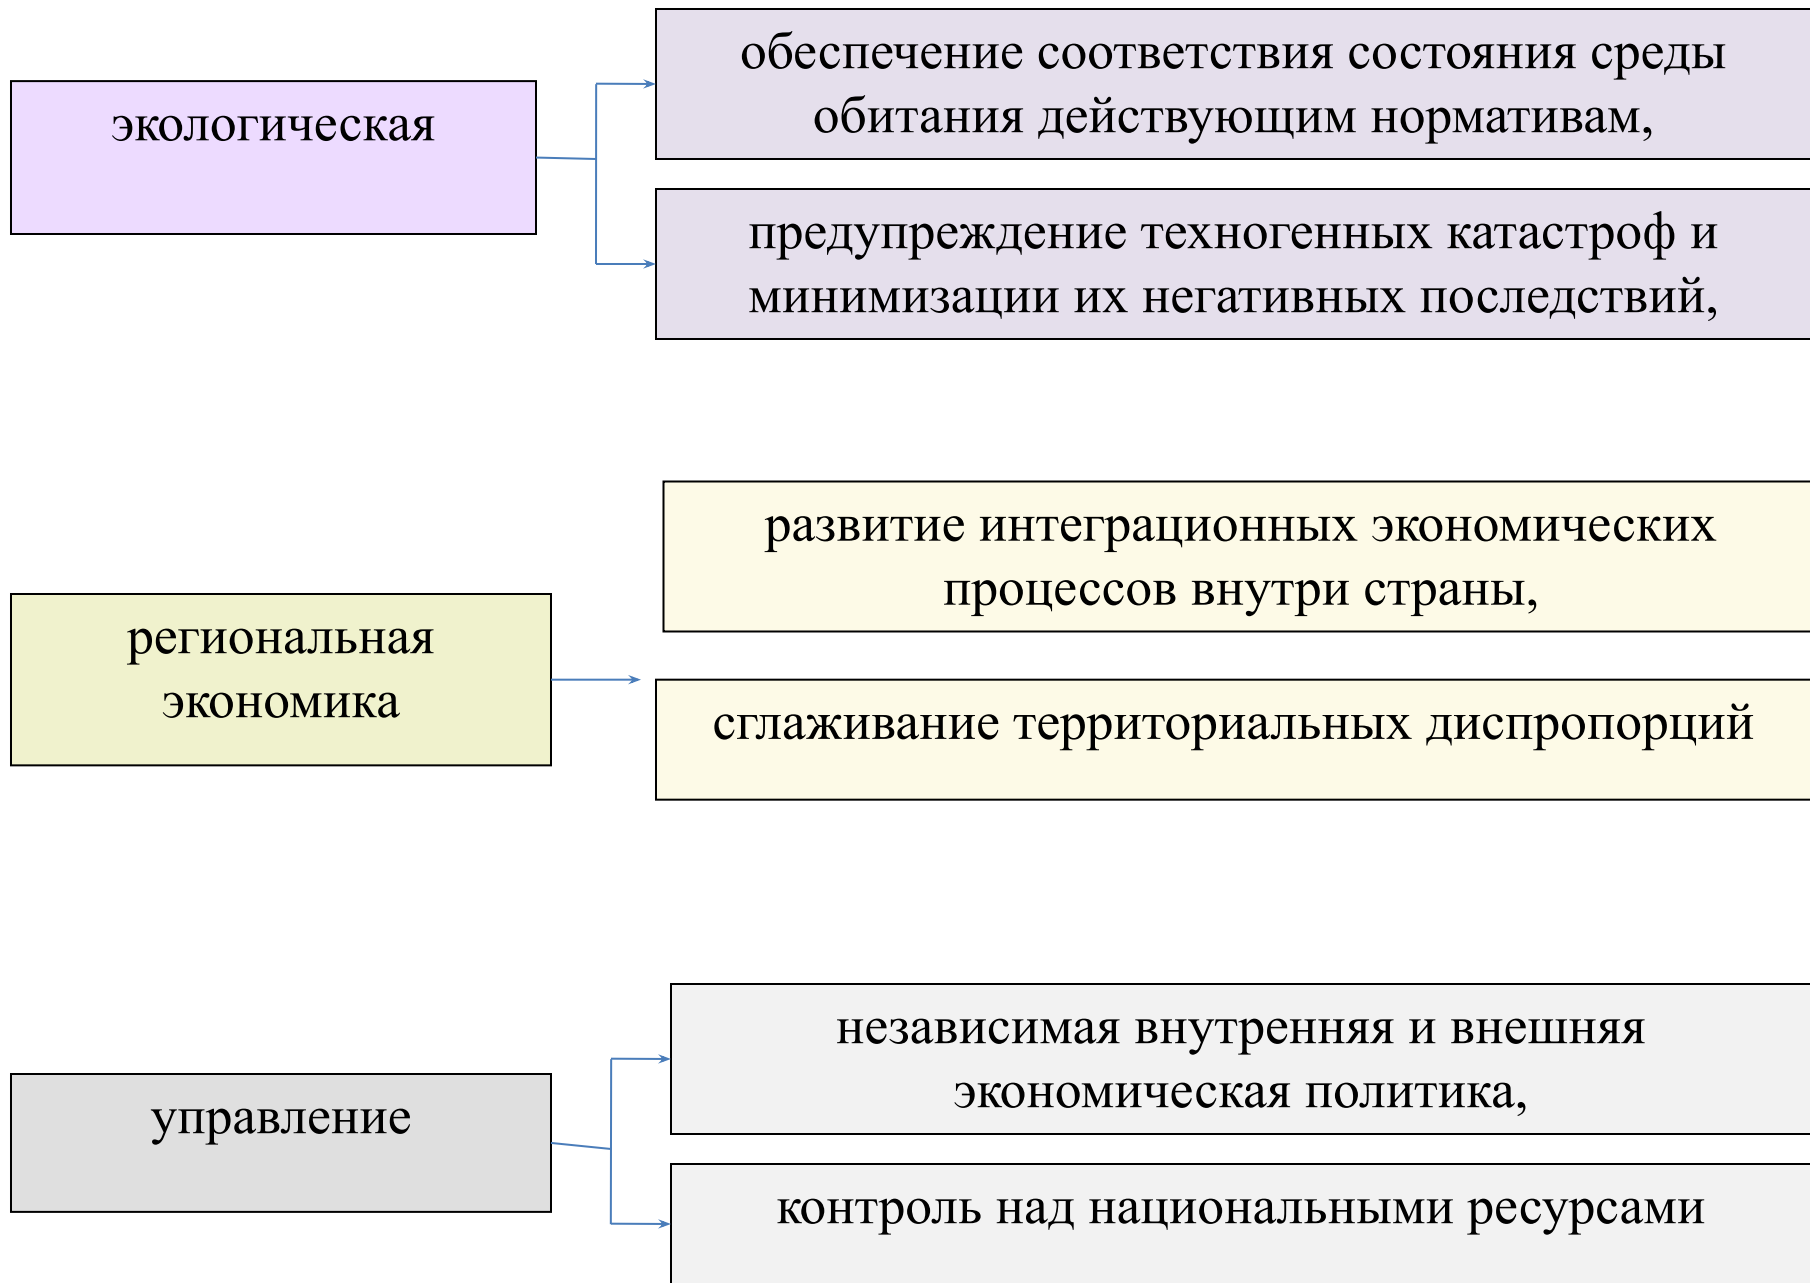 экологическая
обеспечение соответствия состояния среды
обитания действующим нормативам,
предупреждение техногенных катастроф и
минимизации их негативных последствий,
региональная
экономика
развитие интеграционных экономических
процессов внутри страны,
сглаживание территориальных диспропорций
управление
независимая внутренняя и внешняя
экономическая политика,
контроль над национальными ресурсами